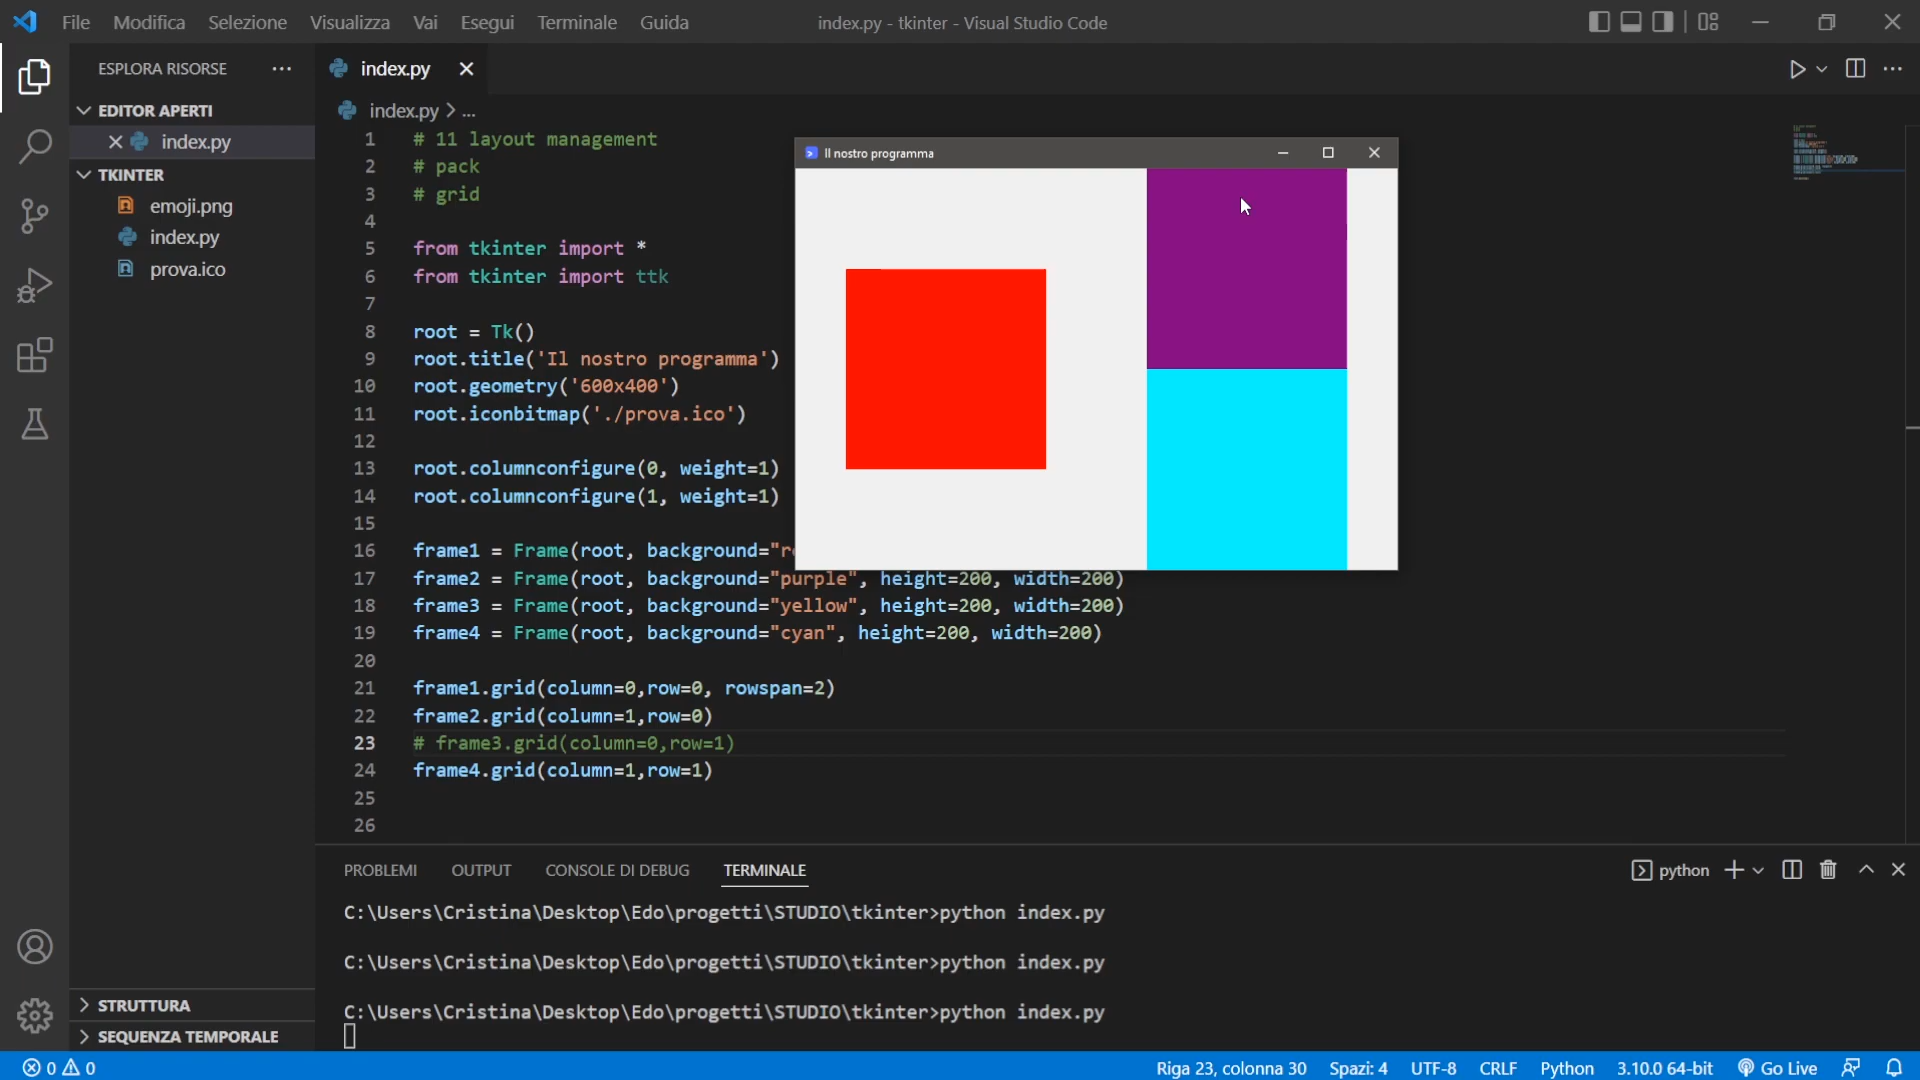 File Modifica Selezione Visualizza Vai Esegui Terminale Guida
index.py - tkinter - Visual Studio Code
ESPLORA RISORSE
index.py
EDITOR APERTI
index.py
TKINTER
emoji.png
index.py
prova.ico
STRUTTURA
SEQUENZA TEMPORALE
index.py > ...
1 # 11 layout management
2 # pack
3 # grid
4
5 from tkinter import *
6 from tkinter import ttk
7
8 root = Tk()
9 root.title('Il nostro programma')
10 root.geometry('600x400')
11 root.iconbitmap('./prova.ico')
12
13 root.columnconfigure(0, weight=1)
14 root.columnconfigure(1, weight=1)
15
16 frame1 = Frame(root, background="r
17 frame2 = Frame(root, background="purple", height=200, width=200)
18 frame3 = Frame(root, background="yellow", height=200, width=200)
19 frame4 = Frame(root, background="cyan", height=200, width=200)
20
21 frame1.grid(column=0,row=0, rowspan=2)
22 frame2.grid(column=1,row=0)
23 # frame3.grid(column=0,row=1)
24 frame4.grid(column=1,row=1)
25
26
Il nostro programma
PROBLEMI OUTPUT CONSOLE DI DEBUG TERMINALE
python
C:\Users\Cristina\Desktop\Edo\progetti\STUDIO\tkinter>python index.py
C:\Users\Cristina\Desktop\Edo\progetti\STUDIO\tkinter>python index.py
C:\Users\Cristina\Desktop\Edo\progetti\STUDIO\tkinter>python index.py
0 0
Riga 23, colonna 30 Spazi: 4 UTF-8 CRLF Python 3.10.0 64-bit Go Live